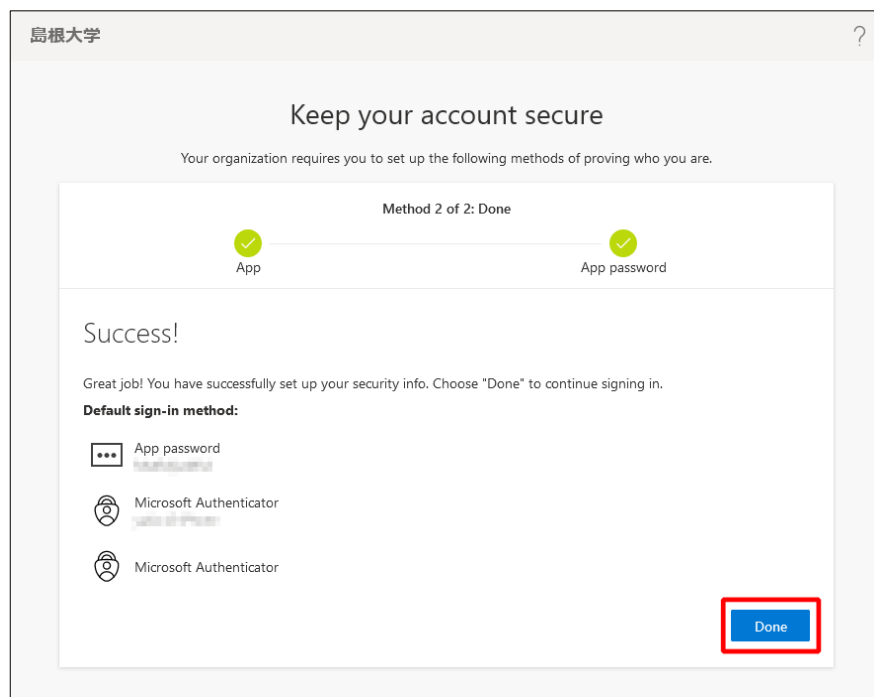 島根大学
?
Keep your account secure
Your organization requires you to set up the following methods of proving who you are.
Method 2 of 2: Done
App
App password
Success!
Great job! You have successfully set up your security info. Choose "Done" to continue signing in.
Default sign-in method:
App password
Microsoft Authenticator
Microsoft Authenticator
Done